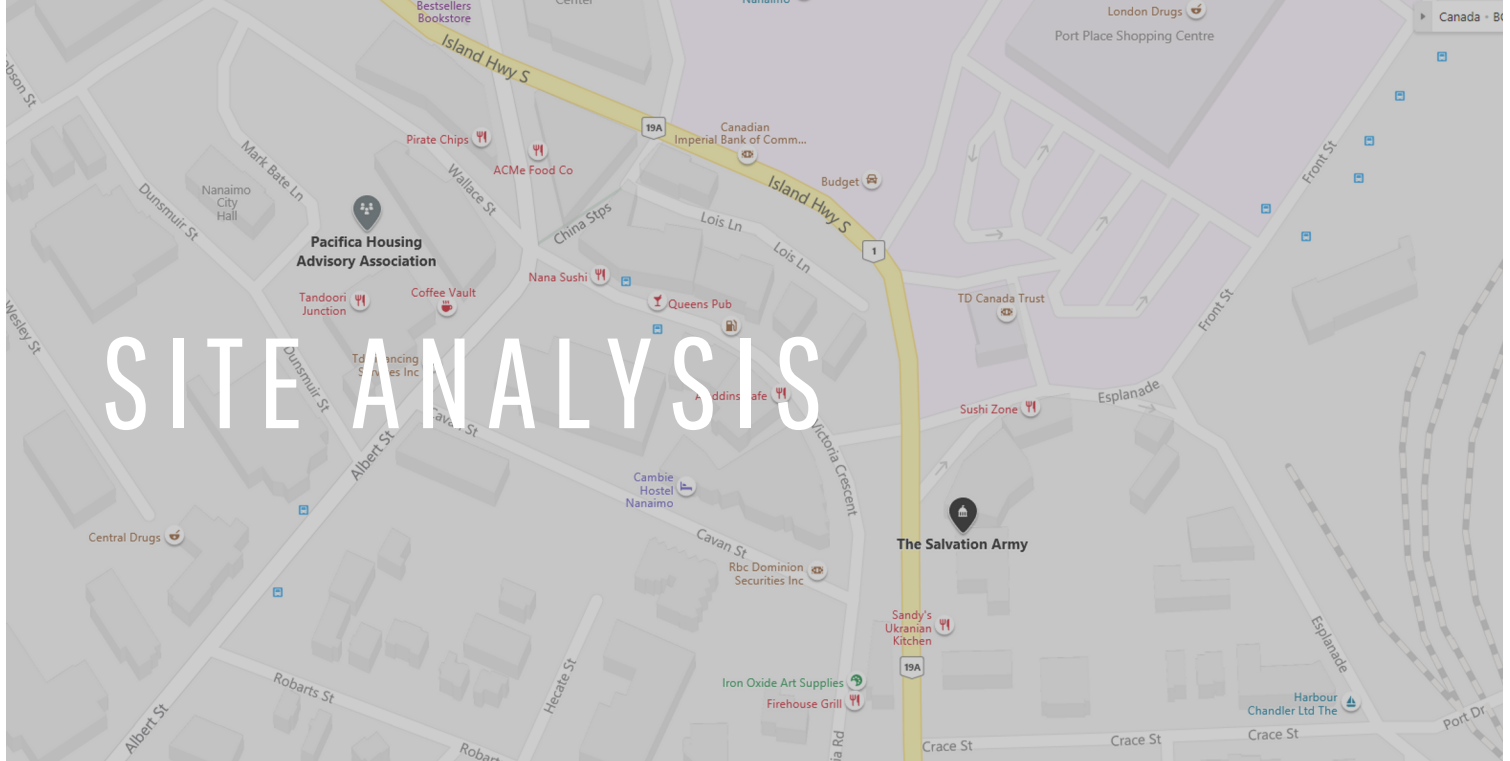 Bestsellers
Bookstore
Center
Nanaimo
London Drugs
Port Place Shopping Centre
Canada · BC
Island Hwy S
19A
Canadian
Imperial Bank of Comm...
Pirate Chips
ACMe Food Co
Budget
Front St
Mark Bate Ln
Wallace St
Nanaimo
City
Hall
Dunsmuir St
Island Hwy S
China Stps
Lois Ln
Lois Ln
1
Pacifica Housing
Advisory Association
Nana Sushi
Tandoori
Junction
Coffee Vault
Queens Pub
TD Canada Trust
Front St
Wesley St
Dunsmuir St
SITE ANALYSIS
Sushi Zone
Esplanade
Cavan St
Albert St
Victoria Crescent
Cambie
Hostel
Nanaimo
Central Drugs
Cavan St
The Salvation Army
Rbc Dominion
Securities Inc
Sandy's
Ukranian
Kitchen
Esplanade
19A
Robarts St
Hecate St
Iron Oxide Art Supplies
Firehouse Grill
Harbour
Chandler Ltd The
Port Dr
Albert St
Crace St
Crace St
Crace St